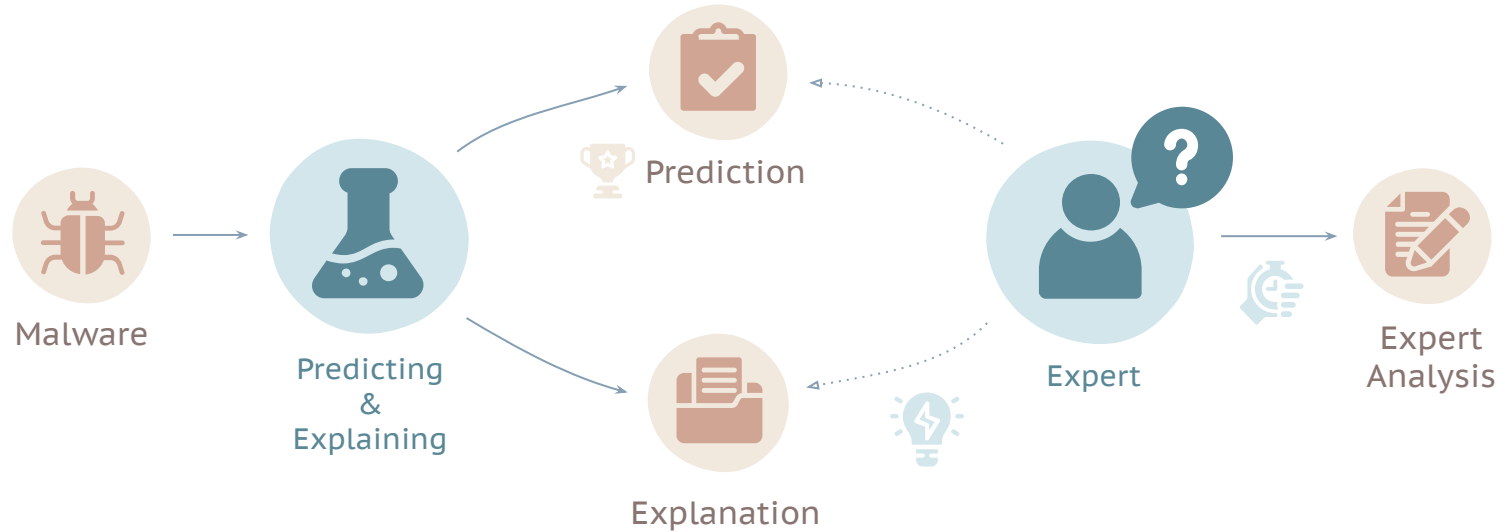 Prediction
Malware
Predicting
&
Explaining
Explanation
?
Expert
Expert
Analysis